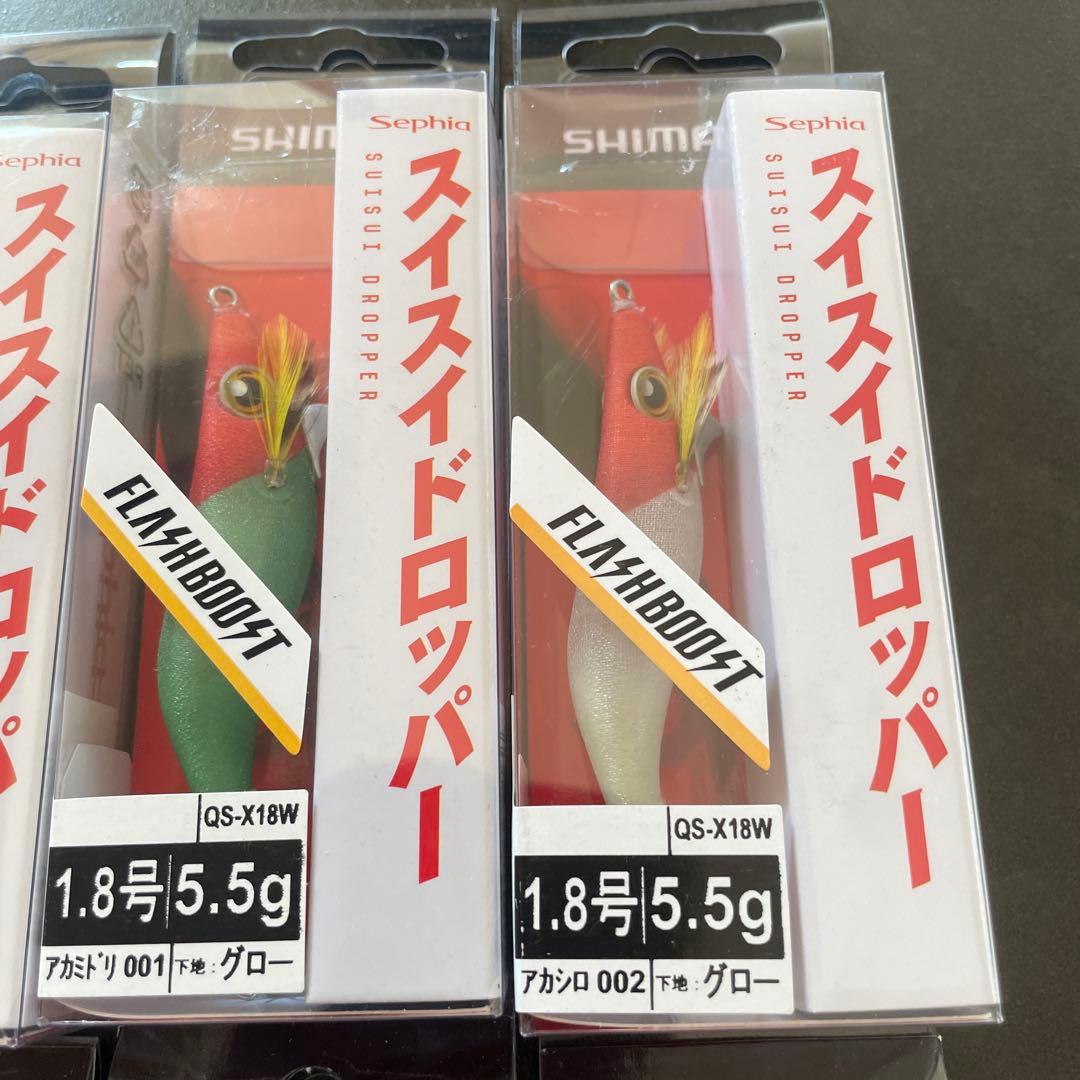 Sephia
スイスイドロッパー
SHIMA
Sephia
スイスイドロッパー
SUISUI DROPPER
FLASHBOOST
QS-X18W
1.8号 5.5g
アカミドリ 001 下地:グロー
SHIMA
Sephia
スイスイドロッパー
SUISUI DROPPER
FLASHBOOST
QS-X18W
1.8号 5.5g
アカシロ 002 下地:グロー